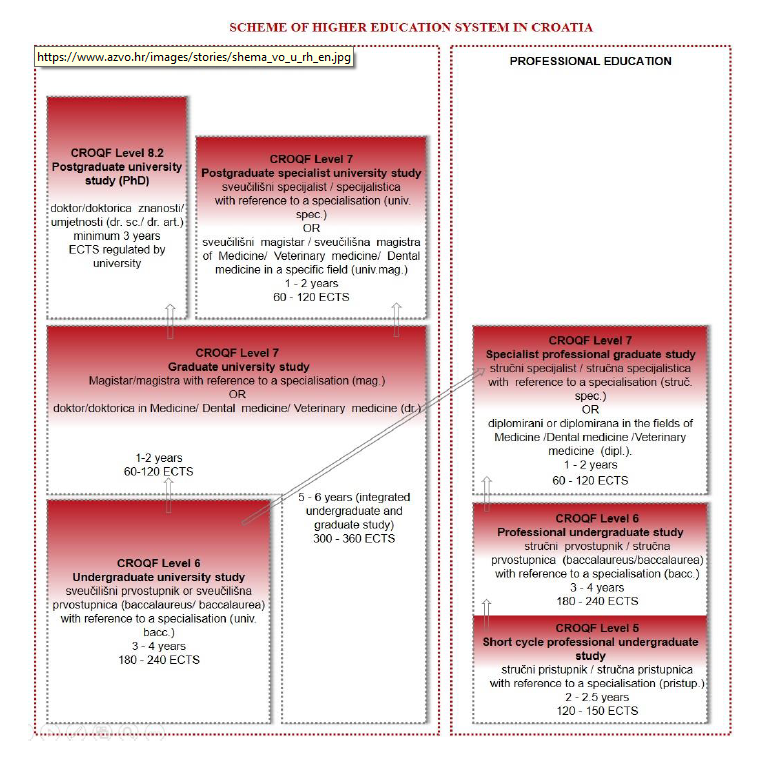 SCHEME OF HIGHER EDUCATION SYSTEM IN CROATIA
https://www.azvo.hr/images/stories/shema_vo_u_rh_en.jpg
CROQF Level 8.2
Postgraduate university
study (PhD)
doktor/doktorica znanosti/
umjetnosti (dr. sc./ dr. art.)
minimum 3 years
ECTS regulated by
university
CROQF Level 7
Postgraduate specialist university study
sveučilišni specijalist / specijalistica
with reference to a specialisation (univ.
spec.)
OR
sveučilišni magistar / sveučilišna magistra
of Medicine/ Veterinary medicine/ Dental
medicine in a specific field (univ.mag.)
1 - 2 years
60 - 120 ECTS
CROQF Level 7
Graduate university study
Magistar/magistra with reference to a specialisation (mag.)
OR
doktor/doktorica in Medicine/ Dental medicine/ Veterinary medicine (dr.)
1-2 years
60-120 ECTS
5 - 6 years (integrated
undergraduate and
graduate study)
300 - 360 ECTS
CROQF Level 6
Undergraduate university study
sveučilišni prvostupnik or sveučilišna
prvostupnica (baccalaureus/ baccalaurea)
with reference to a specialisation (univ.
bacc.)
3 - 4 years
180 - 240 ECTS
PROFESSIONAL EDUCATION
CROQF Level 7
Specialist professional graduate study
stručni specijalist / stručna specijalistica
with reference to a specialisation (struč.
spec.)
OR
diplomirani or diplomirana in the fields of
Medicine /Dental medicine /Veterinary
medicine (dipl.).
1 - 2 years
60 - 120 ECTS
CROQF Level 6
Professional undergraduate study
stručni prvostupnik / stručna
prvostupnica (baccalaureus/baccalaurea)
with reference to a specialisation (bacc.)
3 - 4 years
180 - 240 ECTS
CROQF Level 5
Short cycle professional undergraduate
study
stručni pristupnik / stručna pristupnica
with reference to a specialisation (pristup.)
2 - 2.5 years
120 - 150 ECTS